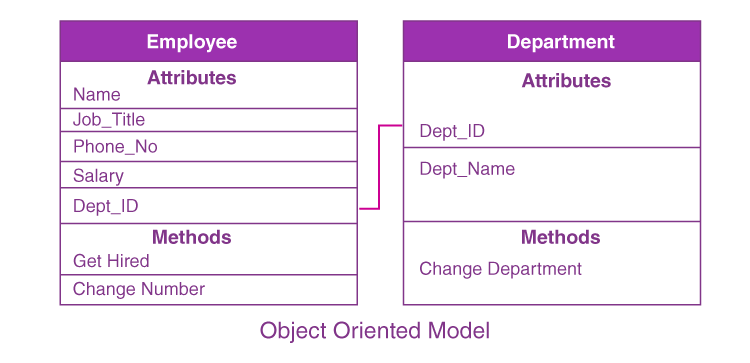 Employee
Attributes
Name
Job_Title
Phone_No
Salary
Dept_ID
Methods
Get Hired
Change Number
Department
Attributes
Dept_ID
Dept_Name
Methods
Change Department
Object Oriented Model